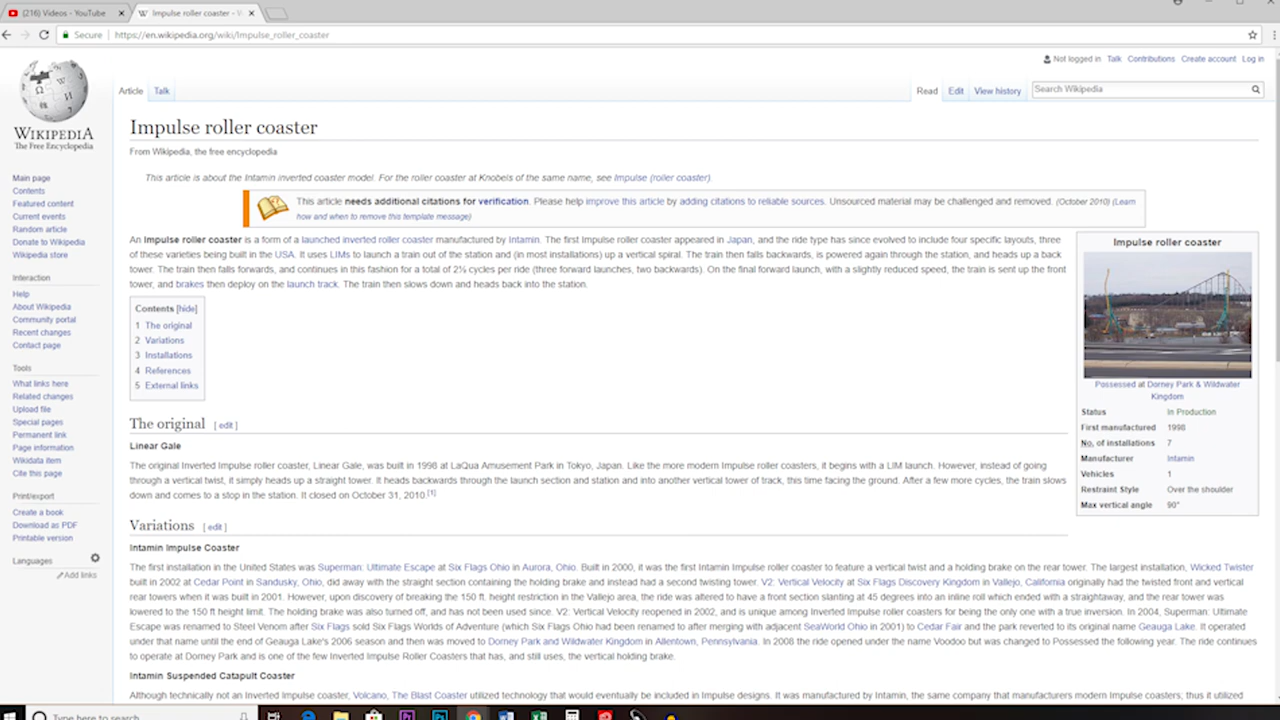 (216) Videos - YouTube
Impulse roller coaster -
Secure
https://en.wikipedia.org/wiki/Impulse_roller_coaster
Not logged in Talk Contributions Create account Log in
Article Talk Read Edit View history Search Wikipedia
WIKIPEDIA
The Free Encyclopedia
Main page
Contents
Featured content
Current events
Random article
Donate to Wikipedia
Wikipedia store
Interaction
Help
About Wikipedia
Community portal
Recent changes
Contact page
Tools
What links here
Related changes
Upload file
Special pages
Permanent link
Page information
Wikidata item
Cite this page
Print/export
Create a book
Download as PDF
Printable version
Languages
Add links
Impulse roller coaster
From Wikipedia, the free encyclopedia
This article is about the Intamin inverted coaster model. For the roller coaster at Knobels of the same name, see Impulse (roller coaster).
This article needs additional citations for verification. Please help improve this article by adding citations to reliable sources. Unsourced material may be challenged and removed. (October 2010) (Learn
how and when to remove this template message)
An Impulse roller coaster is a form of a launched inverted roller coaster manufactured by Intamin. The first Impulse roller coaster appeared in Japan, and the ride type has since evolved to include four specific layouts, three
of these varieties being built in the USA. It uses LIMs to launch a train out of the station and (in most installations) up a vertical spiral. The train then falls backwards, is powered again through the station, and heads up a back
tower. The train then falls forwards, and continues in this fashion for a total of 2½ cycles per ride (three forward launches, two backwards). On the final forward launch, with a slightly reduced speed, the train is sent up the front
tower, and brakes then deploy on the launch track. The train then slows down and heads back into the station.
Contents [hide]
1 The original
2 Variations
3 Installations
4 References
5 External links
Impulse roller coaster
Possessed at Dorney Park & Wildwater
Kingdom
Status In Production
First manufactured 1998
No. of installations 7
Manufacturer Intamin
Vehicles 1
Restraint Style Over the shoulder
Max vertical angle 90°
The original [ edit ]
Linear Gale
The original Inverted Impulse roller coaster, Linear Gale, was built in 1998 at LaQua Amusement Park in Tokyo, Japan. Like the more modern Impulse roller coasters, it begins with a LIM launch. However, instead of going
through a vertical twist, it simply heads up a straight tower. It heads backwards through the launch section and station and into another vertical tower of track, this time facing the ground. After a few more cycles, the train slows
down and comes to a stop in the station. It closed on October 31, 2010.[1]
Variations [ edit ]
Intamin Impulse Coaster
The first installation in the United States was Superman: Ultimate Escape at Six Flags Ohio in Aurora, Ohio. Built in 2000, it was the first Intamin Impulse roller coaster to feature a vertical twist and a holding brake on the rear tower. The largest installation, Wicked Twister
built in 2002 at Cedar Point in Sandusky, Ohio, did away with the straight section containing the holding brake and instead had a second twisting tower. V2: Vertical Velocity at Six Flags Discovery Kingdom in Vallejo, California originally had the twisted front and vertical
rear towers when it was built in 2001. However, upon discovery of breaking the 150 ft. height restriction in the Vallejo area, the ride was altered to have a front section slanting at 45 degrees into an inline roll which ended with a straightaway, and the rear tower was
lowered to the 150 ft height limit. The holding brake was also turned off, and has not been used since. V2: Vertical Velocity reopened in 2002, and is unique among Inverted Impulse roller coasters for being the only one with a true inversion. In 2004, Superman: Ultimate
Escape was renamed to Steel Venom after Six Flags sold Six Flags Worlds of Adventure (which Six Flags Ohio had been renamed to after merging with adjacent SeaWorld Ohio in 2001) to Cedar Fair and the park reverted to its original name Geauga Lake. It operated
under that name until the end of Geauga Lake's 2006 season and then was moved to Dorney Park and Wildwater Kingdom in Allentown, Pennsylvania. In 2008 the ride opened under the name Voodoo but was changed to Possessed the following year. The ride continues
to operate at Dorney Park and is one of the few Inverted Impulse Roller Coasters that has, and still uses, the vertical holding brake.
Intamin Suspended Catapult Coaster
Although technically not an Inverted Impulse coaster, Volcano, The Blast Coaster utilized technology that would eventually be included in Impulse designs. It was manufactured by Intamin, the same company that manufacturers modern Impulse coasters; thus it utilized
Type here to search